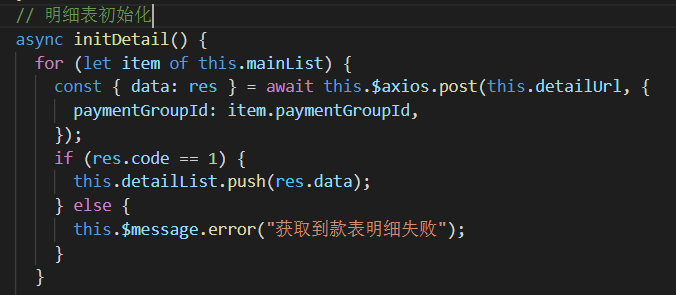 // 明细表初始化
async initDetail() {
for (let item of this.mainList) {
const { data: res } = await this.$axios.post(this.detailUrl, {
paymentGroupId: item.paymentGroupId,
});
if (res.code == 1) {
this.detailList.push(res.data);
} else {
this.$message.error("获取到款表明细失败");
}
}